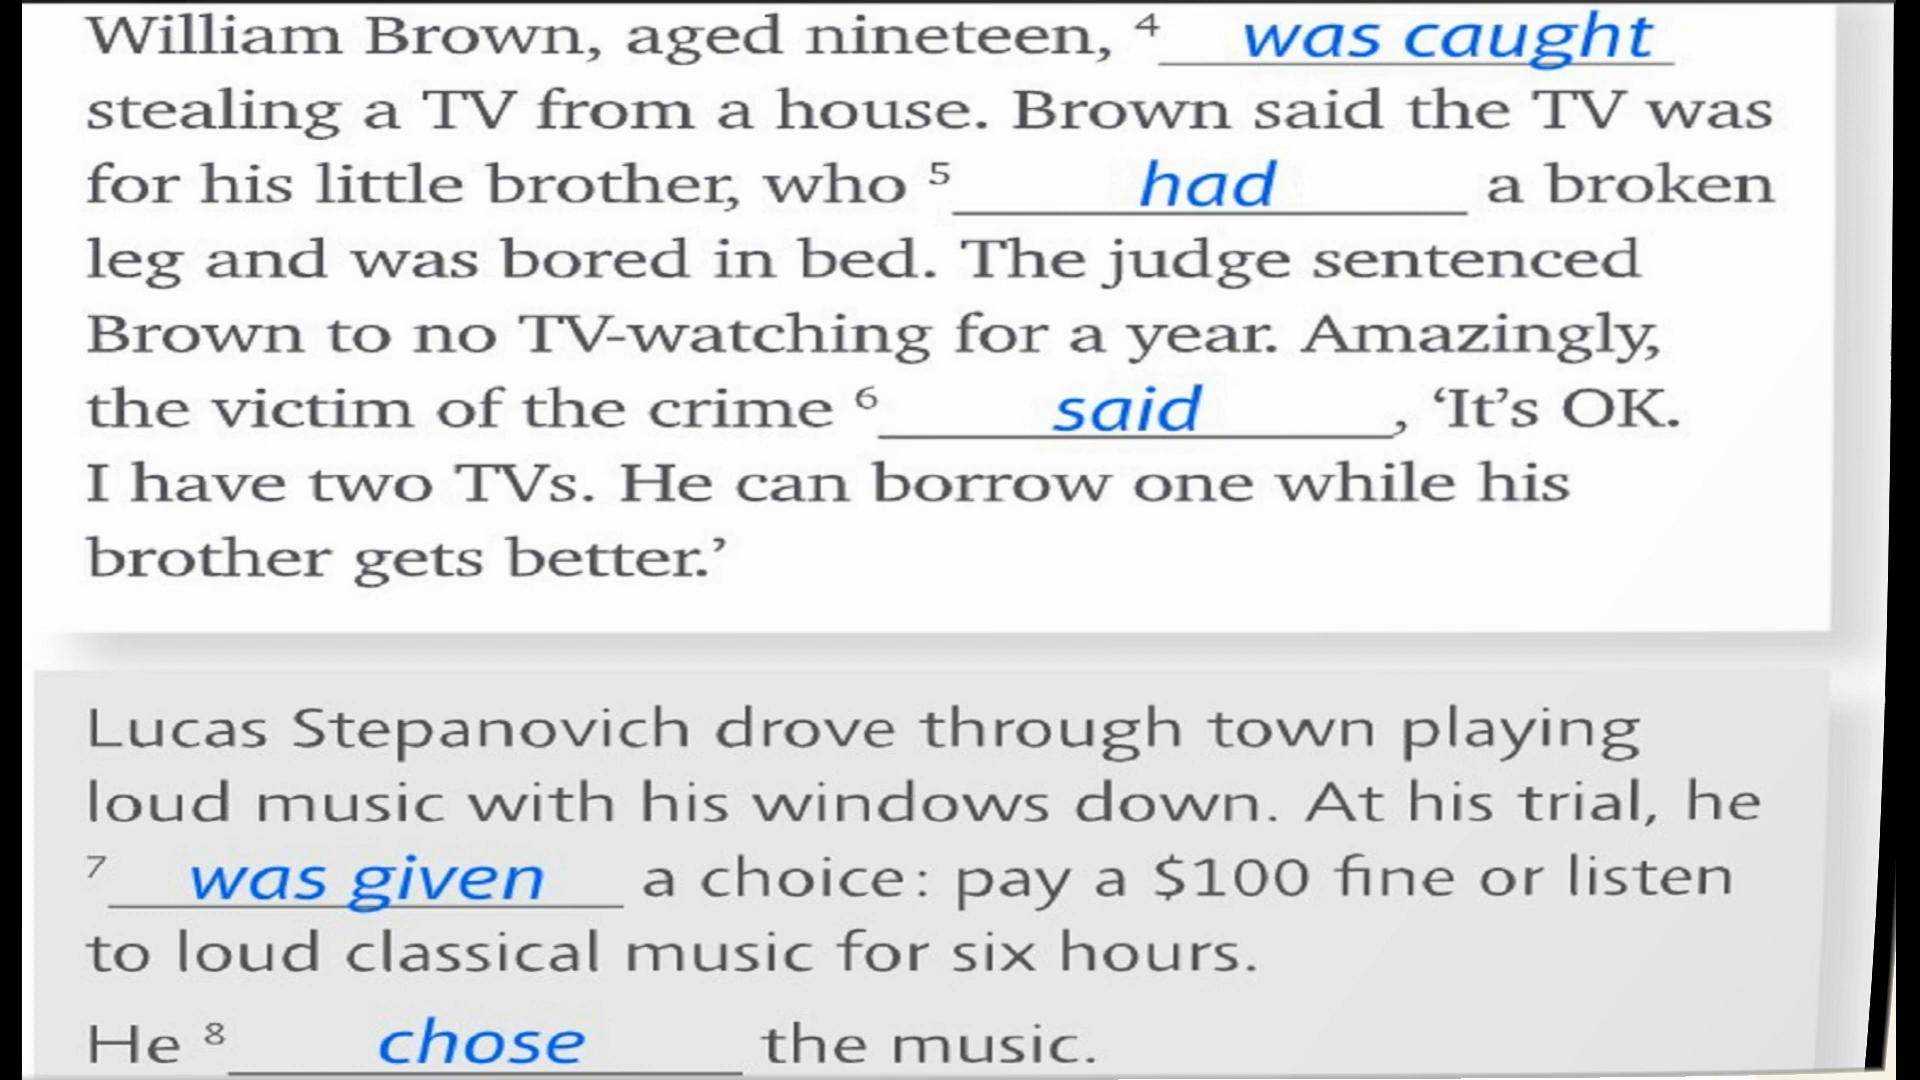 William Brown, aged nineteen, 4 was caught
stealing a TV from a house. Brown said the TV was
for his little brother, who 5 had a broken
leg and was bored in bed. The judge sentenced
Brown to no TV-watching for a year. Amazingly,
the victim of the crime 6 said, ‘It’s OK.
I have two TVs. He can borrow one while his
brother gets better.’
Lucas Stepanovich drove through town playing
loud music with his windows down. At his trial, he
7 was given a choice: pay a $100 fine or listen
to loud classical music for six hours.
He 8 chose the music.